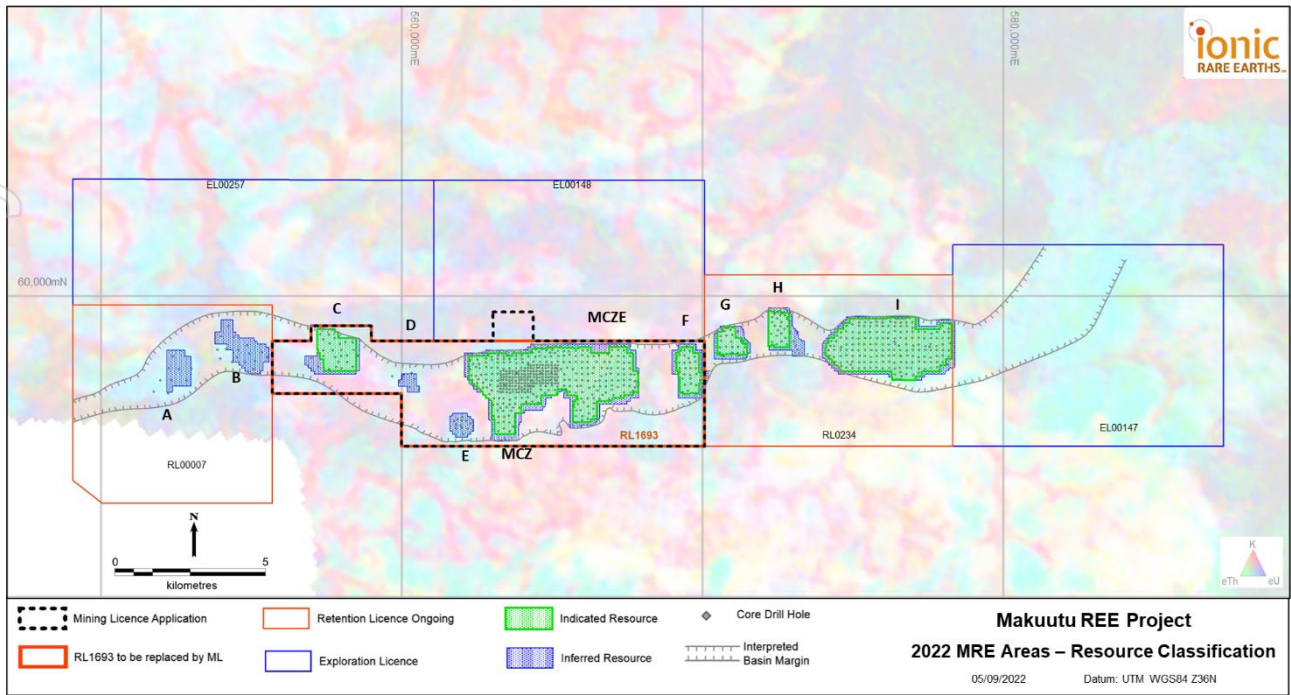 560,000mE
580,000mE
ionic
RARE EARTHS
EL00257
EL00148
60,000mN
C
D
MCZE
F
G
H
I
A
B
E
MCZ
RL1693
RL0234
EL00147
RL00007
N
0
5
kilometres
K
eTh
eU
Mining Licence Application
Retention Licence Ongoing
Indicated Resource
Core Drill Hole
RL1693 to be replaced by ML
Exploration Licence
Inferred Resource
Interpreted
Basin Margin
Makuutu REE Project
2022 MRE Areas – Resource Classification
05/09/2022
Datum: UTM WGS84 Z36N